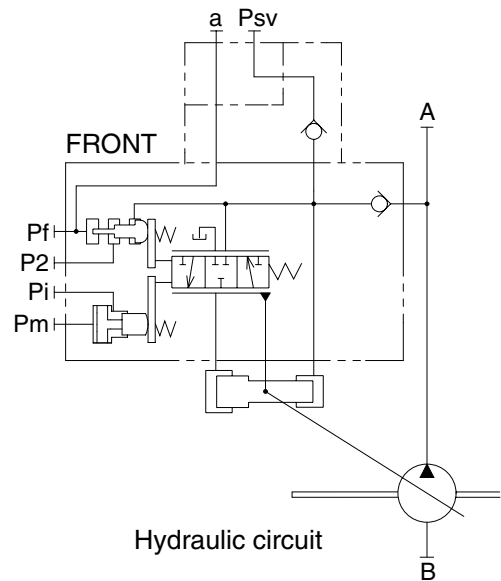 a Psv
A
FRONT
Pf
P2
Pi
Pm
Hydraulic circuit
B